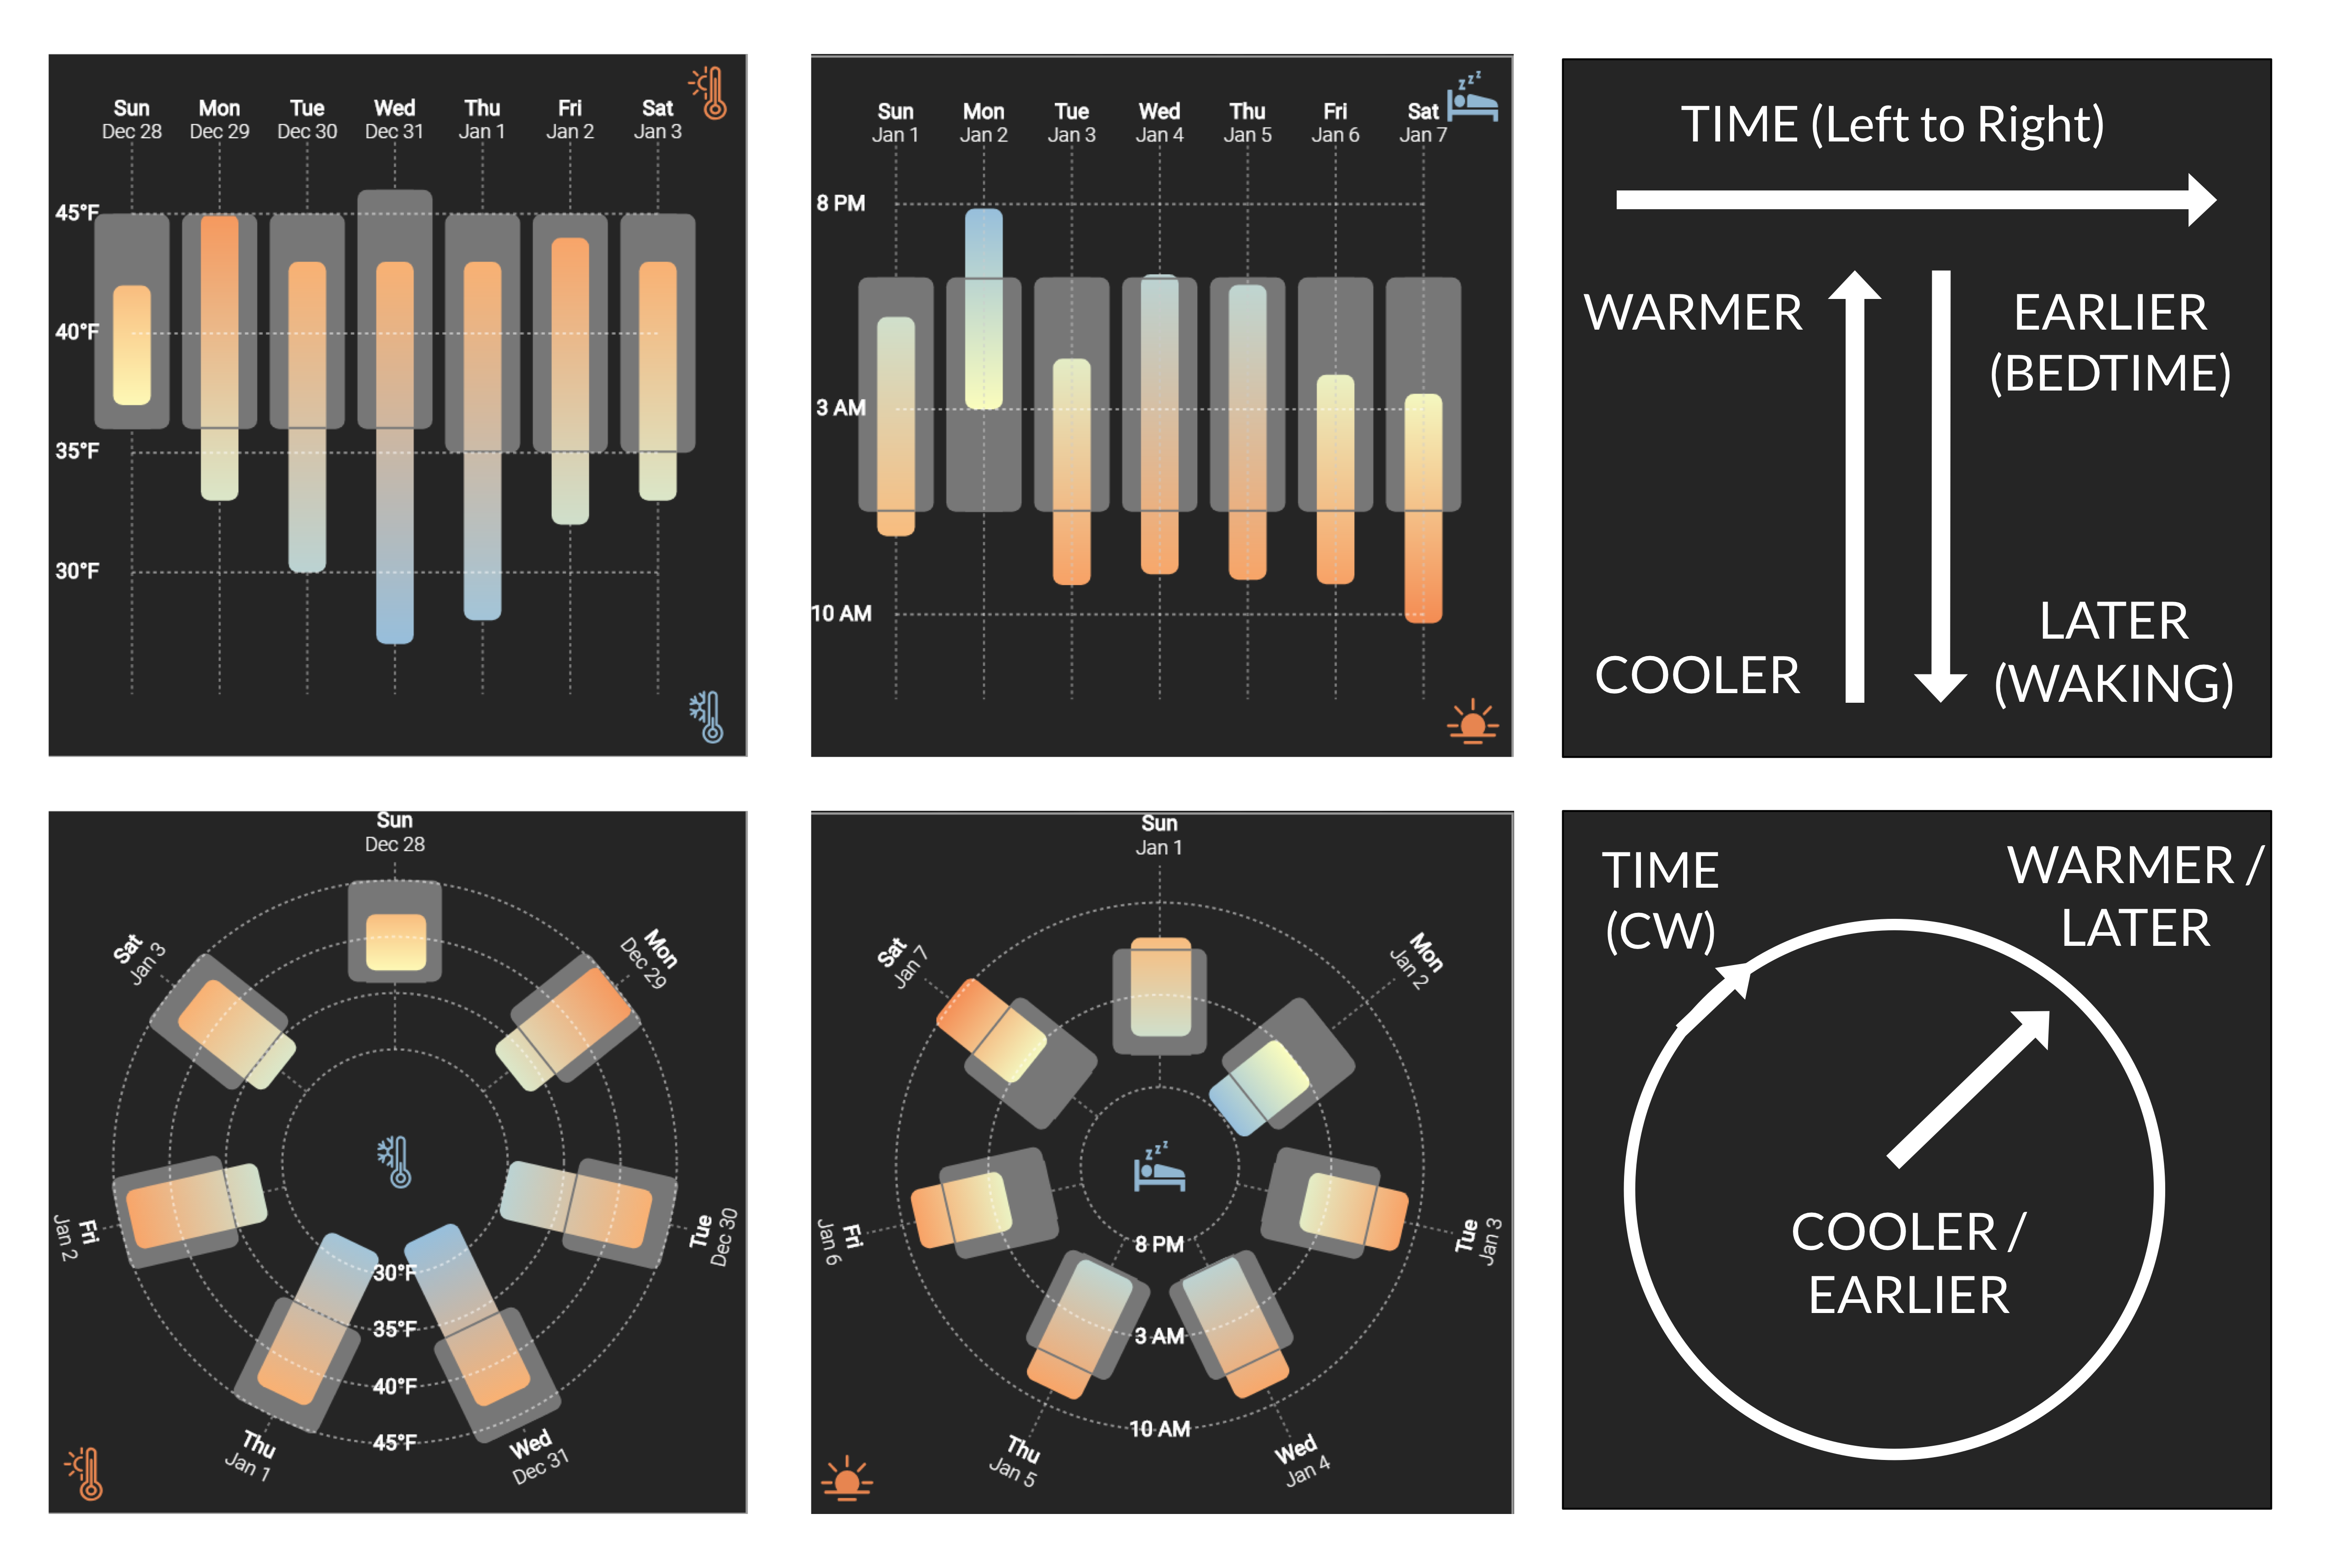 Sun Mon Tue Wed Thu Fri Sat
Dec 28 Dec 29 Dec 30 Dec 31 Jan 1 Jan 2 Jan 3
45°F
40°F
35°F
30°F
zzz
Sun Mon Tue Wed Thu Fri Sat
Jan 1 Jan 2 Jan 3 Jan 4 Jan 5 Jan 6 Jan 7
8 PM
3 AM
10 AM
TIME (Left to Right)
WARMER
COOLER
EARLIER
(BEDTIME)
LATER
(WAKING)
Sun
Dec 28
Mon
Dec 29
Tue
Dec 30
Wed
Dec 31
Thu
Jan 1
Fri
Jan 2
Sat
Jan 3
30°F
35°F
40°F
45°F
Sun
Jan 1
Mon
Jan 2
Tue
Jan 3
Wed
Jan 4
Thu
Jan 5
Fri
Jan 6
Sat
Jan 7
zzz
8 PM
3 AM
10 AM
TIME
(CW)
WARMER /
LATER
COOLER /
EARLIER